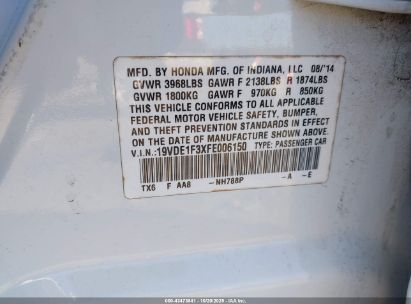 MFD. BY HONDA MFG. OF INDIANA, LLC 08/'14
GVWR 3968LBS GAWR F 2138LBS R 1874LBS
GVWR 1800KG GAWR F 970KG R 850KG
THIS VEHICLE CONFORMS TO ALL APPLICABLE
FEDERAL MOTOR VEHICLE SAFETY, BUMPER,
AND THEFT PREVENTION STANDARDS IN EFFECT
ON THE DATE OF MANUFACTURE SHOWN ABOVE.
V.I.N.:19VDE1F3XFE006150 TYPE: PASSENGER CAR
TX6 F AA8 -NH788P -A -E